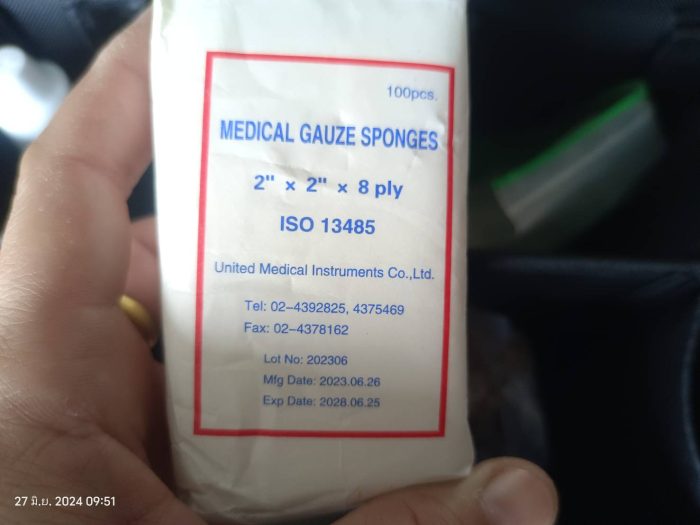 100pcs.
MEDICAL GAUZE SPONGES
2" × 2" × 8 ply
ISO 13485
United Medical Instruments Co.,Ltd.
Tel: 02–4392825, 4375469
Fax: 02–4378162
Lot No: 202306
Mfg Date: 2023.06.26
Exp Date: 2028.06.25
27 มิ.ย. 2024 09:51